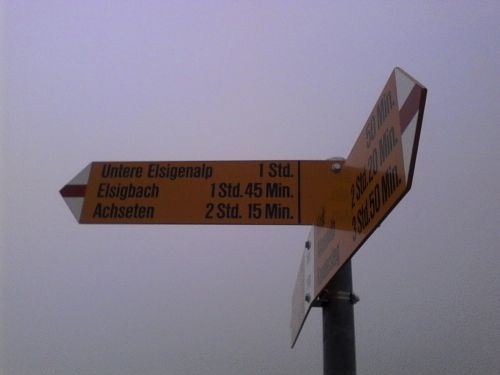 Untere Elsigenalp 1 Std.
Elsigbach 1 Std. 45 Min.
Achseten 2 Std. 15 Min.
50 Min.
2 Std. 20 Min.
3 Std. 50 Min.